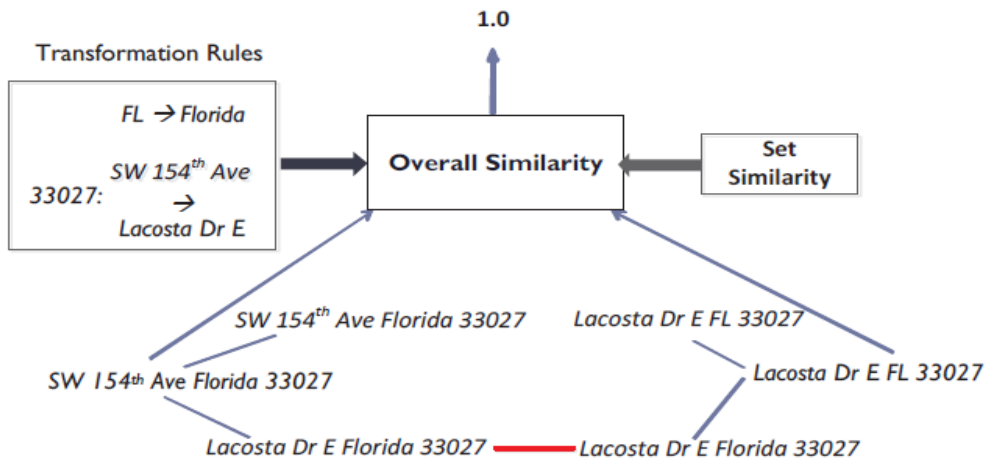 1.0
Transformation Rules
FL → Florida
SW 154th Ave
33027:
→
Lacosta Dr E
Overall Similarity
Set
Similarity
SW 154th Ave Florida 33027
Lacosta Dr E FL 33027
SW 154th Ave Florida 33027
Lacosta Dr E FL 33027
Lacosta Dr E Florida 33027
Lacosta Dr E Florida 33027